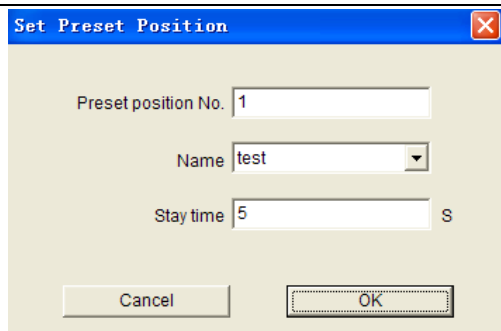 Set Preset Position
Preset position No. 1
Name test
Stay time 5 S
Cancel OK